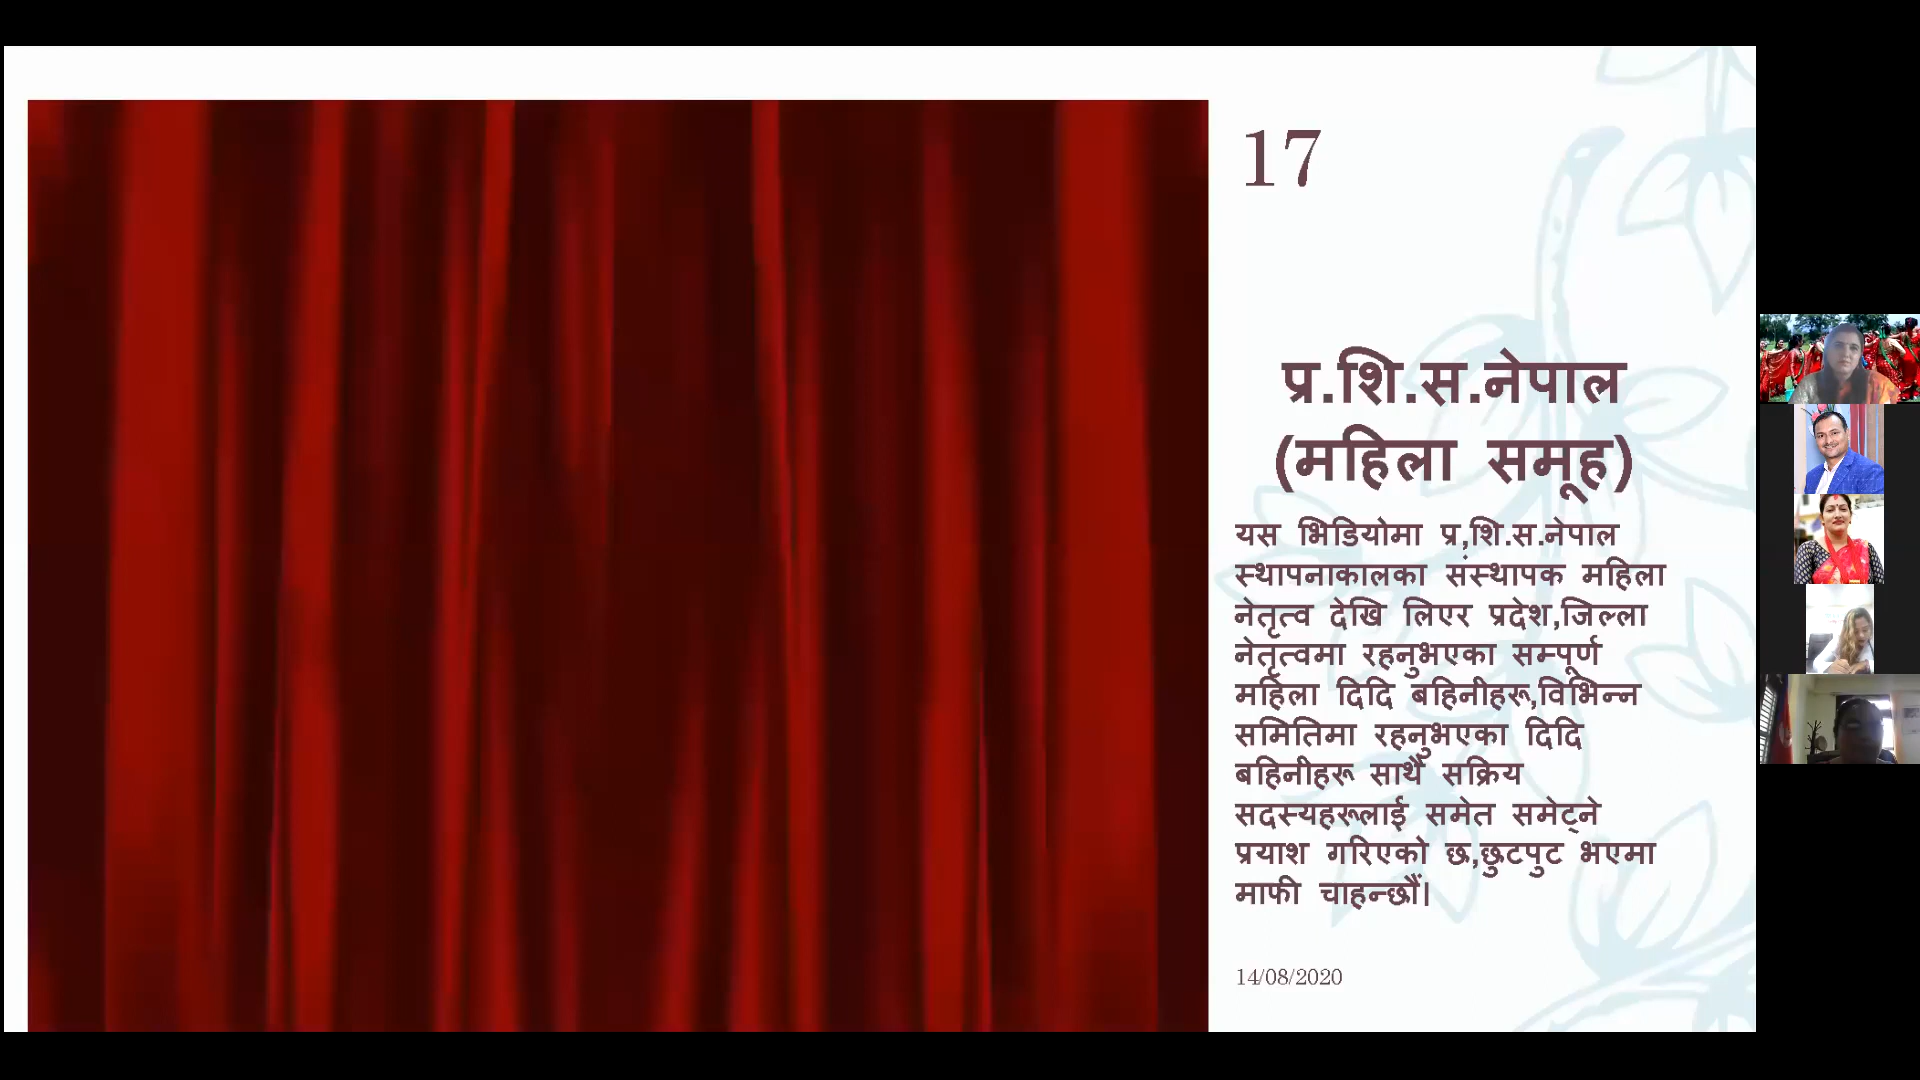 17
प्र.शि.स.नेपाल
(महिला समूह)
यस भिडियोमा प्र,शि.स.नेपाल
स्थापनाकालका संस्थापक महिला
नेतृत्व देखि लिएर प्रदेश,जिल्ला
नेतृत्वमा रहनुभएका सम्पूर्ण
महिला दिदि बहिनीहरू,विभिन्न
समितिमा रहनुभएका दिदि
बहिनीहरू साथै सक्रिय
सदस्यहरूलाई समेत समेट्ने
प्रयाश गरिएको छ,छुटपुट भएमा
माफी चाहन्छौं।
14/08/2020